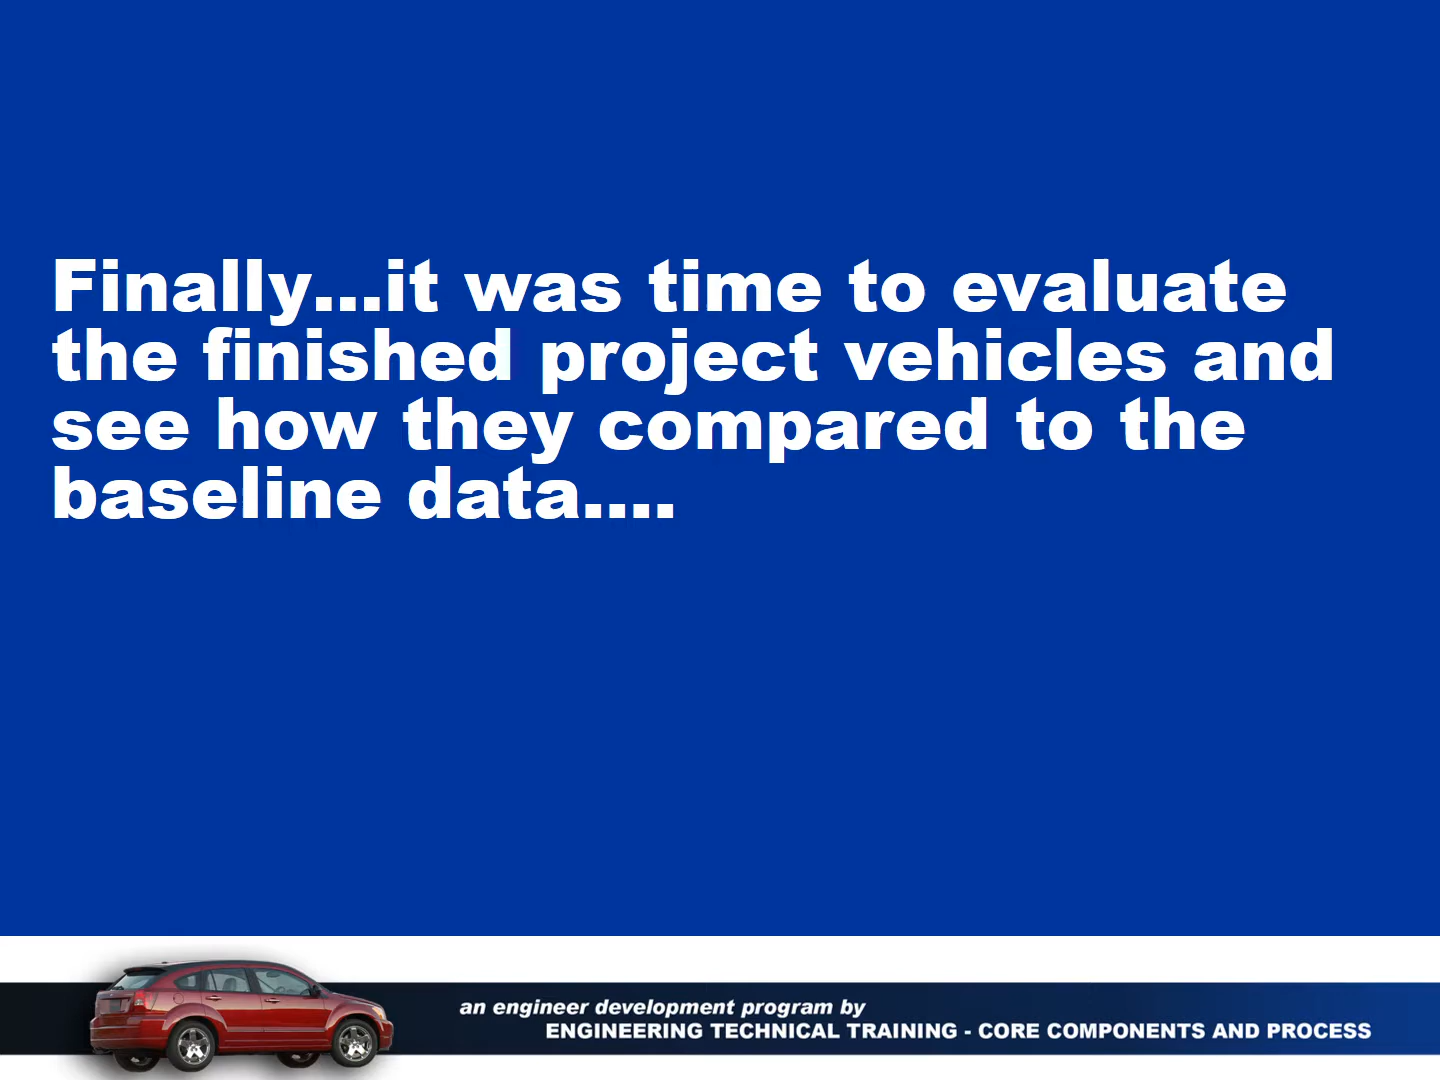 Finally...it was time to evaluate
the finished project vehicles and
see how they compared to the
baseline data....
an engineer development program by
ENGINEERING TECHNICAL TRAINING - CORE COMPONENTS AND PROCESS